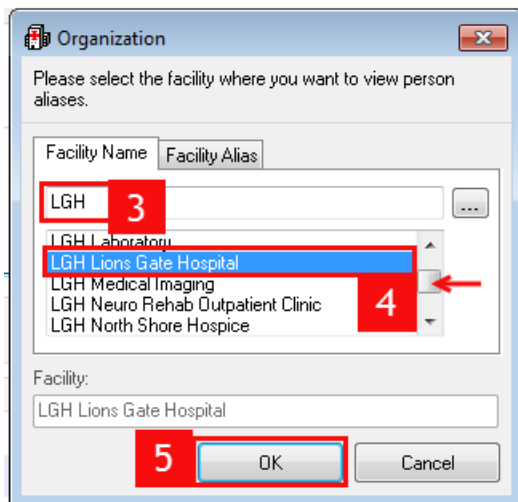 Organization
Please select the facility where you want to view person
aliases.
Facility Name Facility Alias
LGH 3 ...
LGH Laboratory
LGH Lions Gate Hospital
LGH Medical Imaging 4
LGH Neuro Rehab Outpatient Clinic
LGH North Shore Hospice
Facility:
LGH Lions Gate Hospital
5 OK Cancel